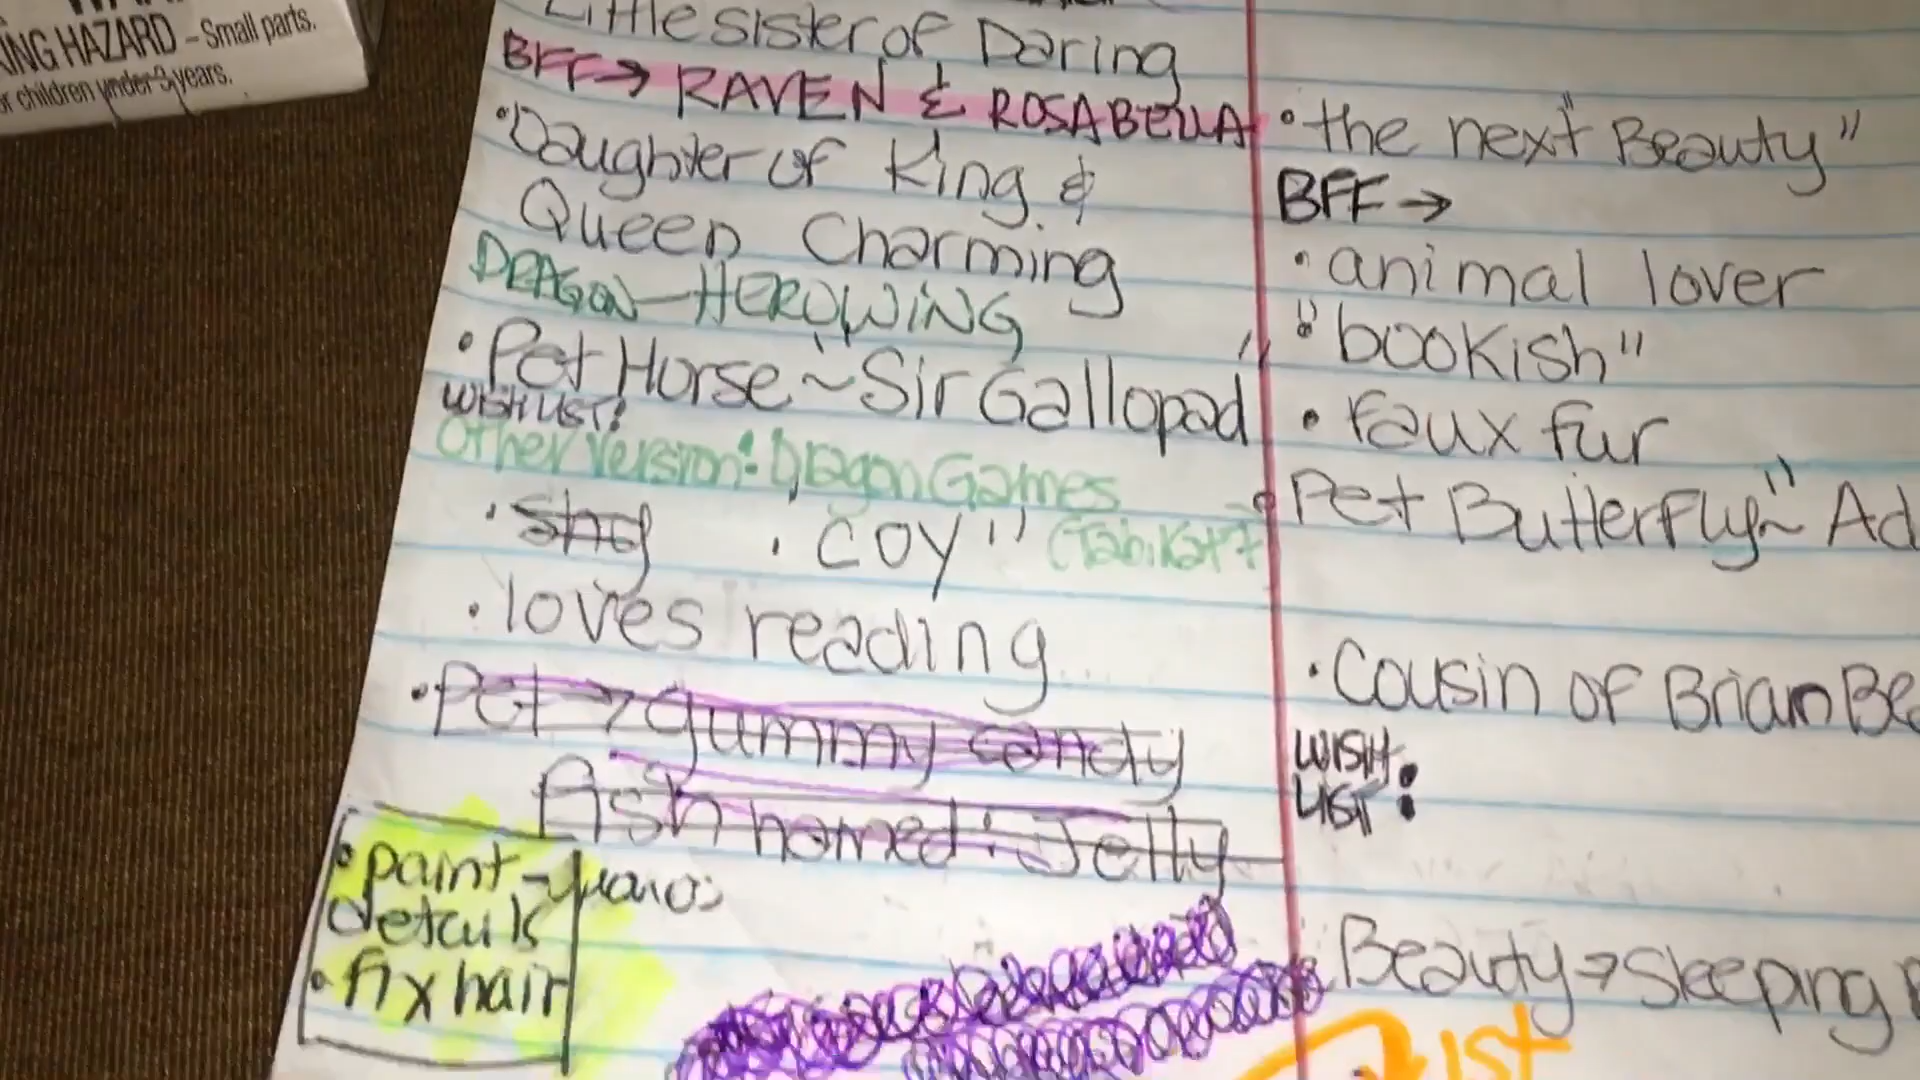 ING HAZARD - Small parts.
or children under 3 years.
Little sister of Daring
BFF → RAVEN & ROSABELLA
• Daughter of King &
Queen Charming
DRAGON - HEROWING
• Pet Horse ~ "Sir Gallopad"
WISHLIST!
Other Version: Dragon Games
• shy • coy" (Tabikat7
• loves reading
• Pet → gummy candy
fish named: Jelly
• paint
details
• fix hair
• the next "Beauty"
BFF →
• animal lover
"bookish"
• faux fur
Pet Butterfly ~ " Ad
• Cousin of Brian Be
WISH
LIST:
Beauty → Sleeping
1st